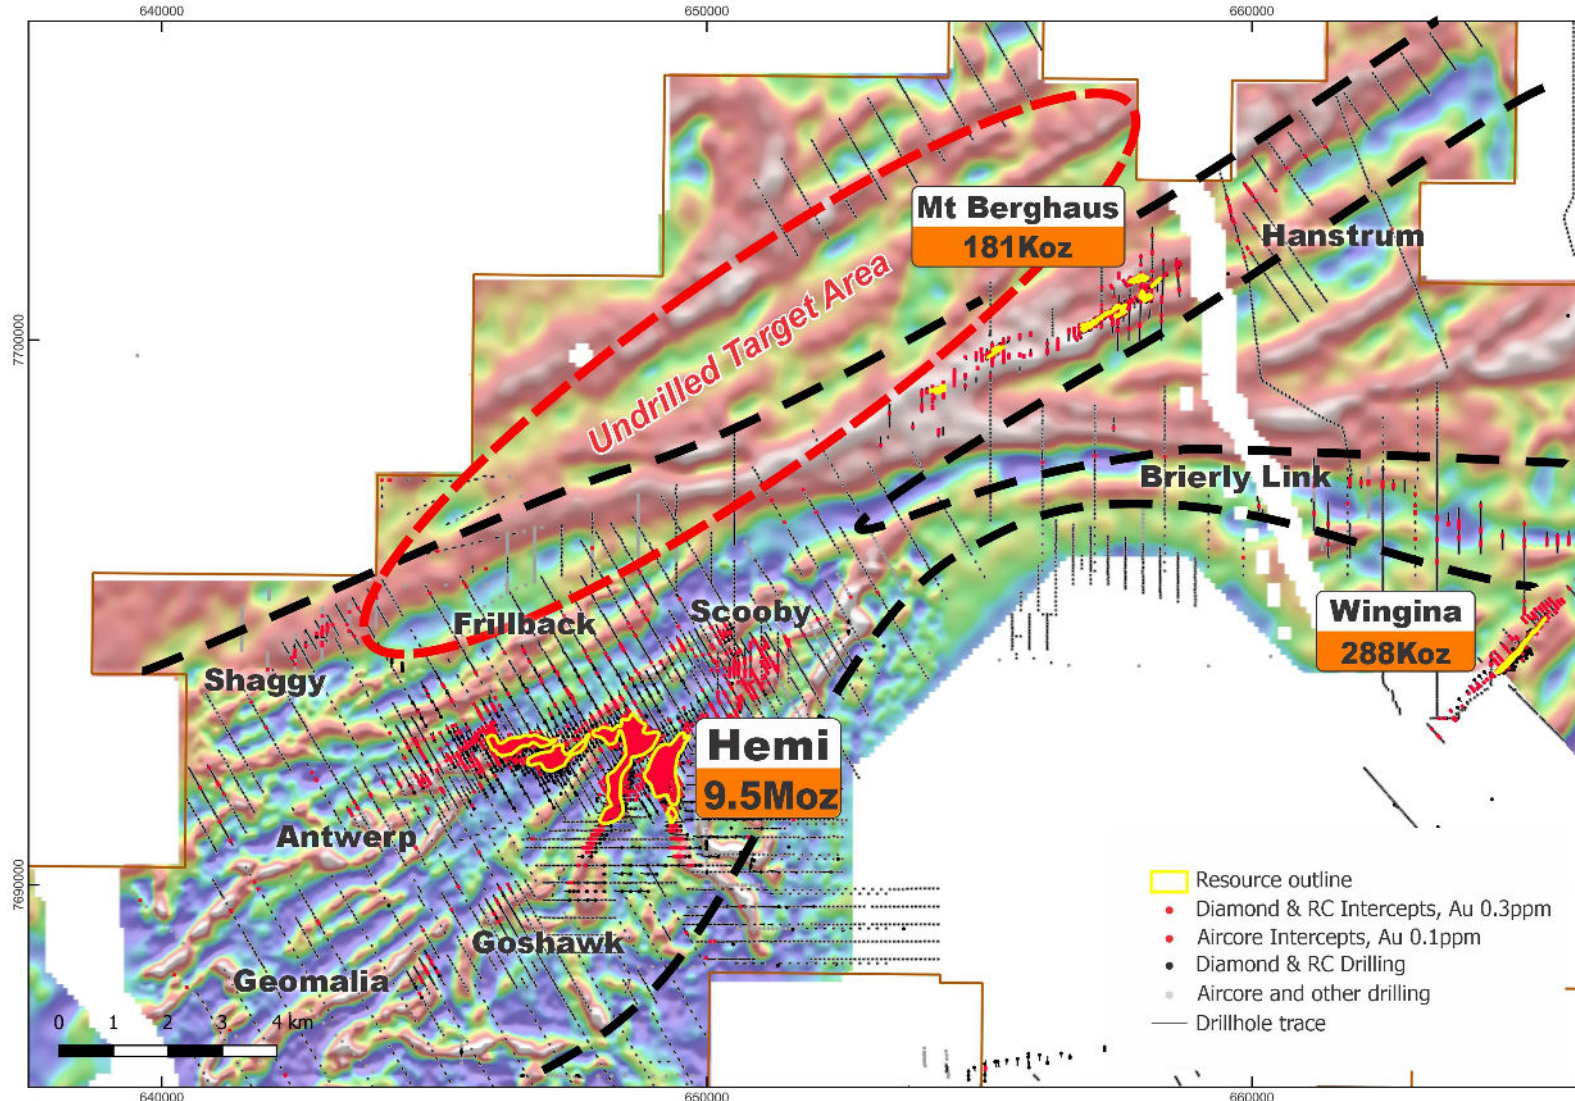 640000
650000
660000
Mt Berghaus
181Koz
Hanstrum
Undrilled Target Area
7700000
Brierly Link
Frillback
Scooby
Wingina
288Koz
Shaggy
Hemi
9.5Moz
Antwerp
7690000
Resource outline
Diamond & RC Intercepts, Au 0.3ppm
Aircore Intercepts, Au 0.1ppm
Goshawk
Diamond & RC Drilling
Geomalia
Aircore and other drilling
0 1 2 3 4 km
Drillhole trace
640000
650000
660000